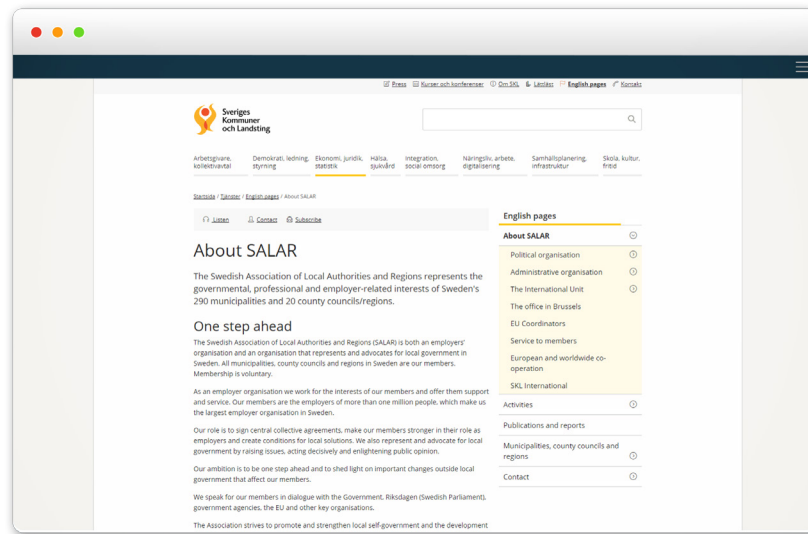 Press Kurser och konferenser Om SKL Lättläst English pages Kontakt
Sveriges
Kommuner
och Landsting
Arbetsgivare, kollektivavtal
Demokrati, ledning, styrning
Ekonomi, juridik, statistik
Hälsa, sjukvård
Integration, social omsorg
Näringsliv, arbete, digitalisering
Samhällsplanering, infrastruktur
Skola, kultur, fritid
Startsida / Tjänster / English pages / About SALAR
Listen Contact Subscribe
About SALAR
The Swedish Association of Local Authorities and Regions represents the
governmental, professional and employer-related interests of Sweden's
290 municipalities and 20 county councils/regions.
One step ahead
The Swedish Association of Local Authorities and Regions (SALAR) is both an employers'
organisation and an organisation that represents and advocates for local government in
Sweden. All municipalities, county councils and regions in Sweden are our members.
Membership is voluntary.
As an employer organisation we work for the interests of our members and offer them support
and service. Our members are the employers of more than one million people, which make us
the largest employer organisation in Sweden.
Our role is to sign central collective agreements, make our members stronger in their role as
employers and create conditions for local solutions. We also represent and advocate for local
government by raising issues, acting decisively and enlightening public opinion.
Our ambition is to be one step ahead and to shed light on important changes outside local
government that affect our members.
We speak for our members in dialogue with the Government, Riksdagen (Swedish Parliament),
government agencies, the EU and other key organisations.
The Association strives to promote and strengthen local self-government and the development
English pages
About SALAR
Political organisation
Administrative organisation
The International Unit
The office in Brussels
EU Coordinators
Service to members
European and worldwide co-
operation
SKL International
Activities
Publications and reports
Municipalities, county councils and
regions
Contact